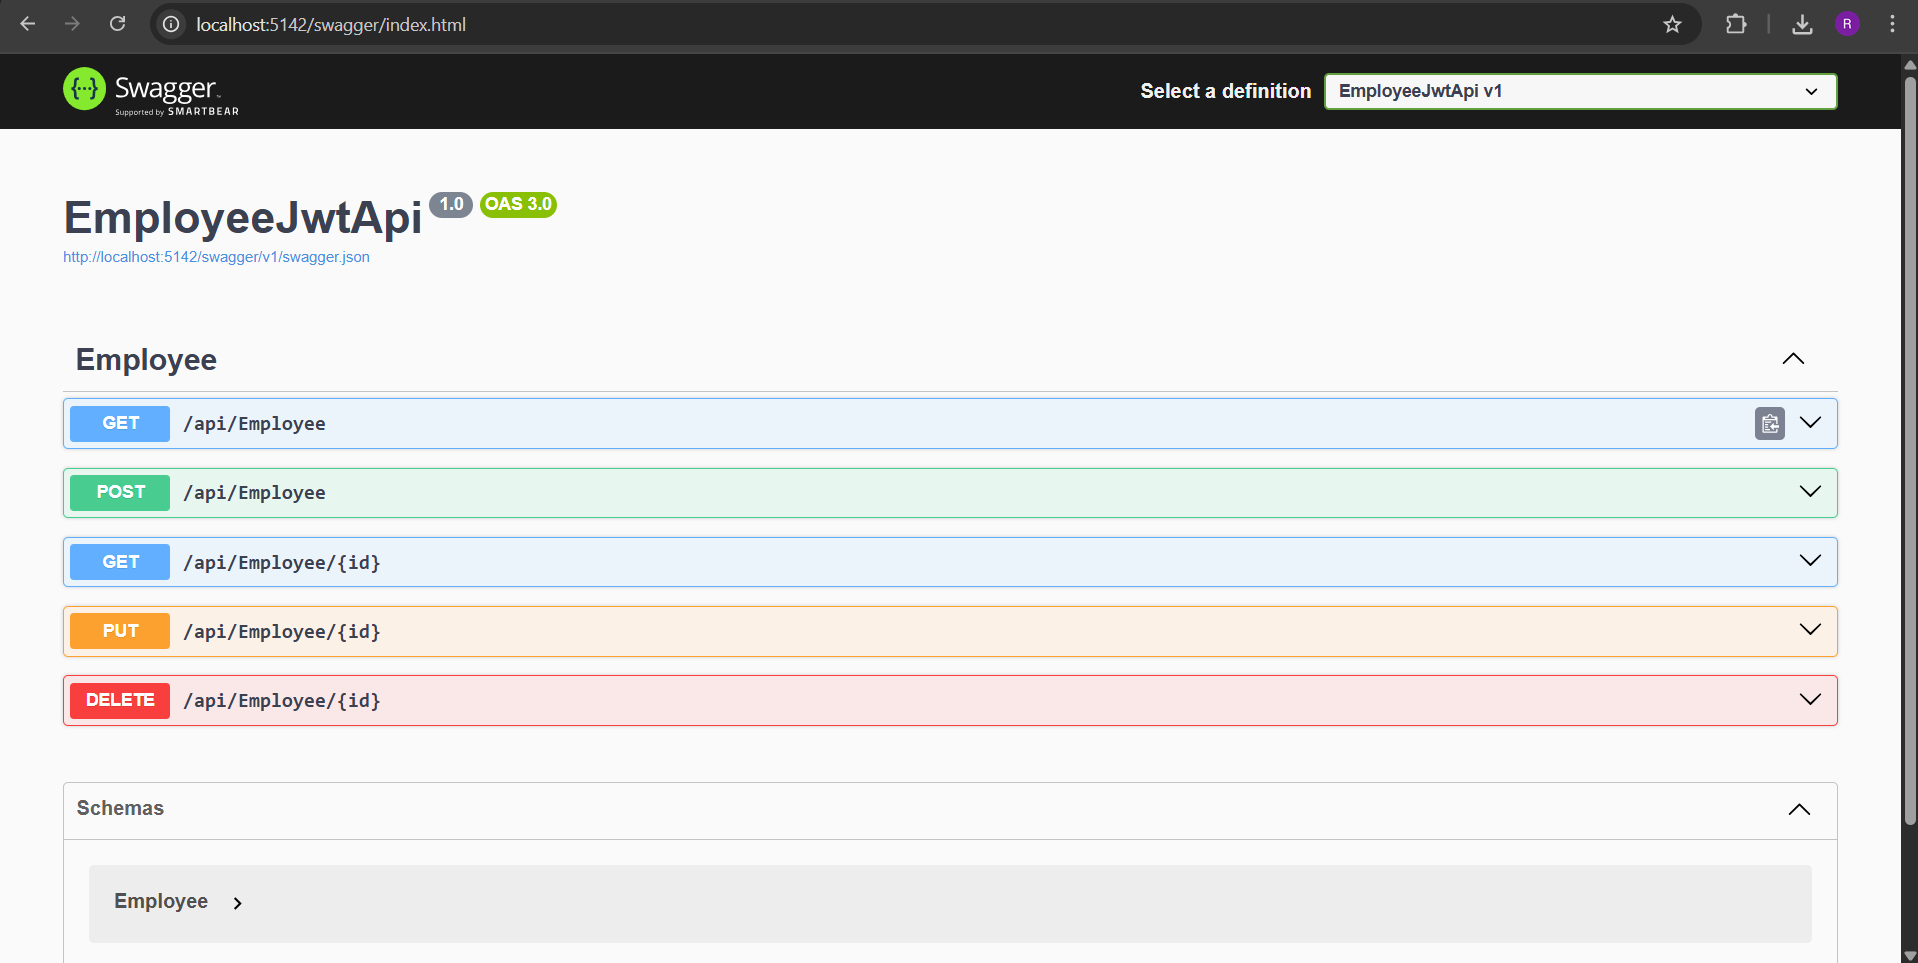 localhost:5142/swagger/index.html
R
Swagger
Supported by SMARTBEAR
Select a definition
EmployeeJwtApi v1
EmployeeJwtApi 1.0 OAS 3.0
http://localhost:5142/swagger/v1/swagger.json
Employee
GET /api/Employee
POST /api/Employee
GET /api/Employee/{id}
PUT /api/Employee/{id}
DELETE /api/Employee/{id}
Schemas
Employee